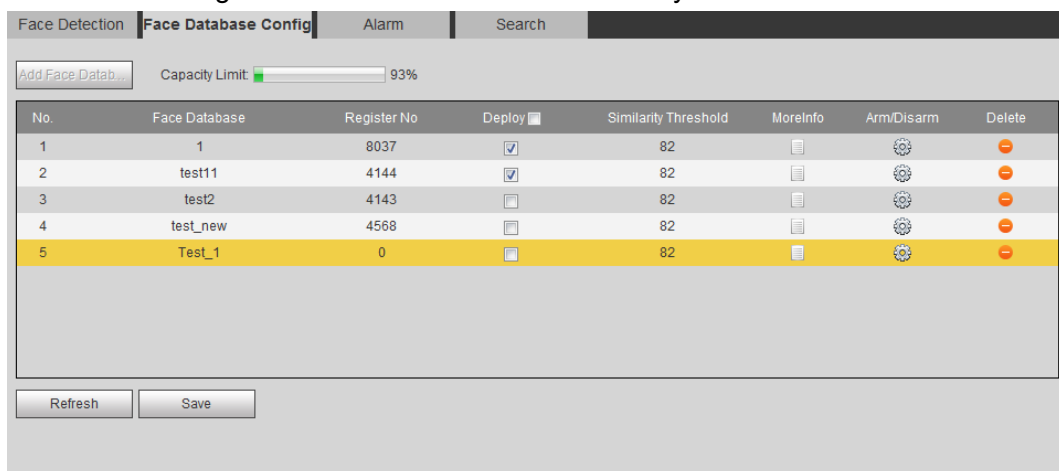 Face Detection Face Database Config Alarm Search
Add Face Datab... Capacity Limit: 93%
No. Face Database Register No Deploy Similarity Threshold MoreInfo Arm/Disarm Delete
1 1 8037 82
2 test11 4144 82
3 test2 4143 82
4 test_new 4568 82
5 Test_1 0 82
Refresh Save